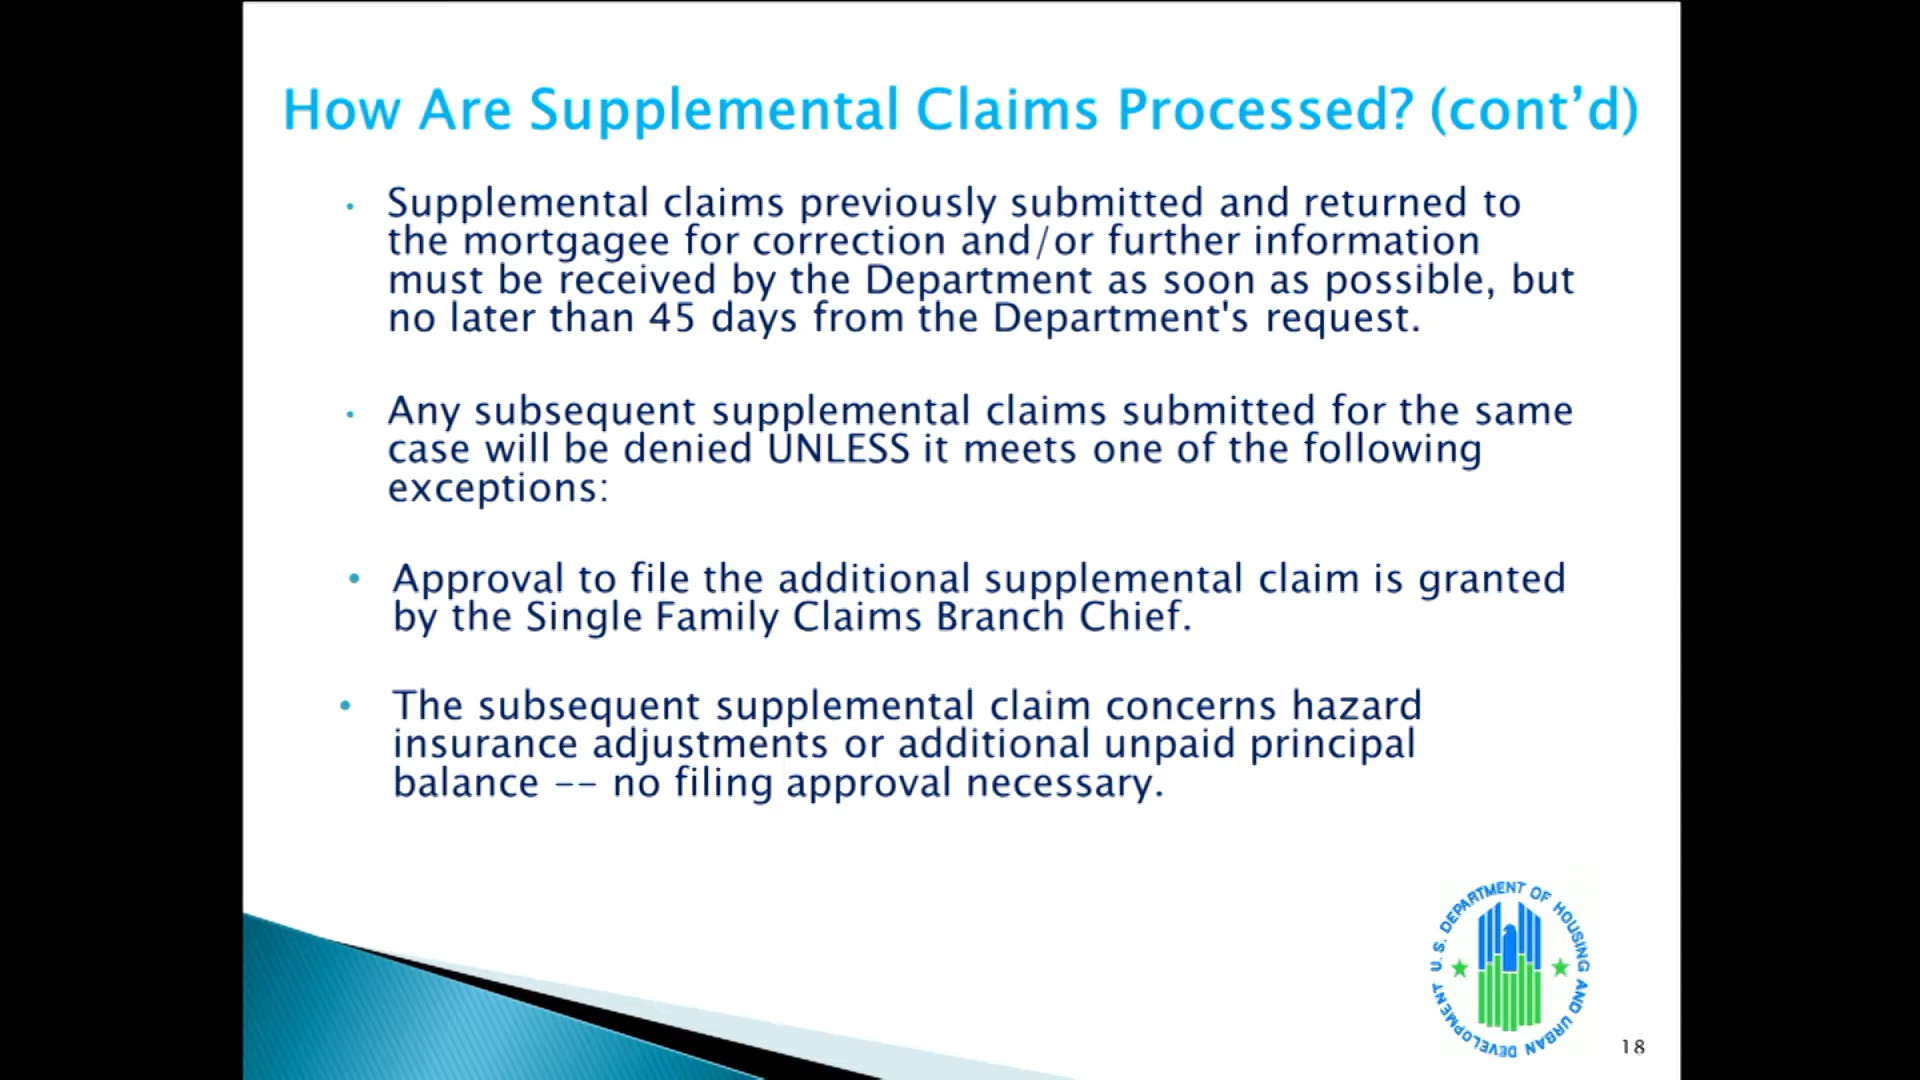 How Are Supplemental Claims Processed? (cont’d)
• Supplemental claims previously submitted and returned to
the mortgagee for correction and/or further information
must be received by the Department as soon as possible, but
no later than 45 days from the Department's request.
• Any subsequent supplemental claims submitted for the same
case will be denied UNLESS it meets one of the following
exceptions:
• Approval to file the additional supplemental claim is granted
by the Single Family Claims Branch Chief.
• The subsequent supplemental claim concerns hazard
insurance adjustments or additional unpaid principal
balance -- no filing approval necessary.
U.S. DEPARTMENT OF HOUSING AND URBAN DEVELOPMENT
18